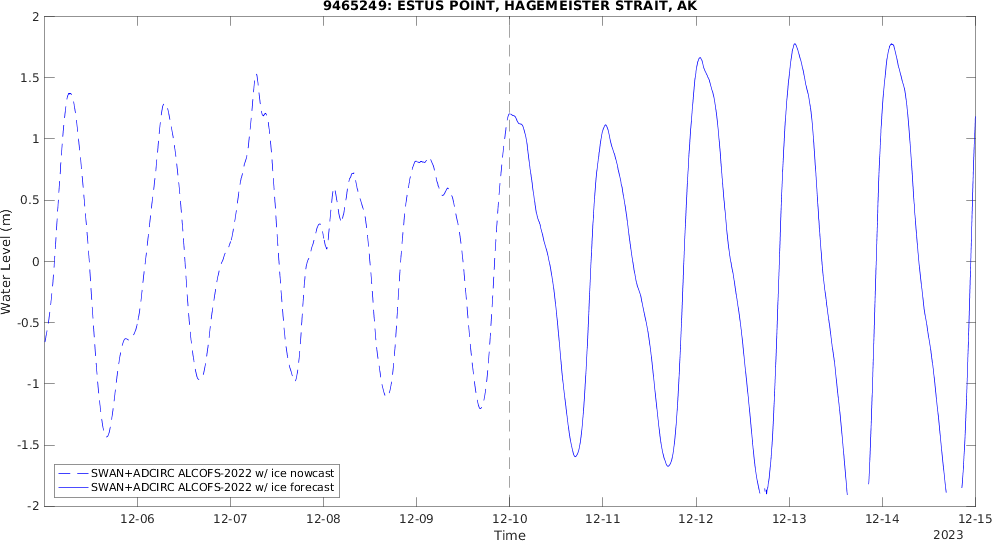 9465249: ESTUS POINT, HAGEMEISTER STRAIT, AK
2
1.5
1
0.5
0
-0.5
-1
-1.5
-2
Water Level (m)
SWAN+ADCIRC ALCOFS-2022 w/ ice nowcast
SWAN+ADCIRC ALCOFS-2022 w/ ice forecast
12-06 12-07 12-08 12-09 12-10 12-11 12-12 12-13 12-14 12-15
Time
2023